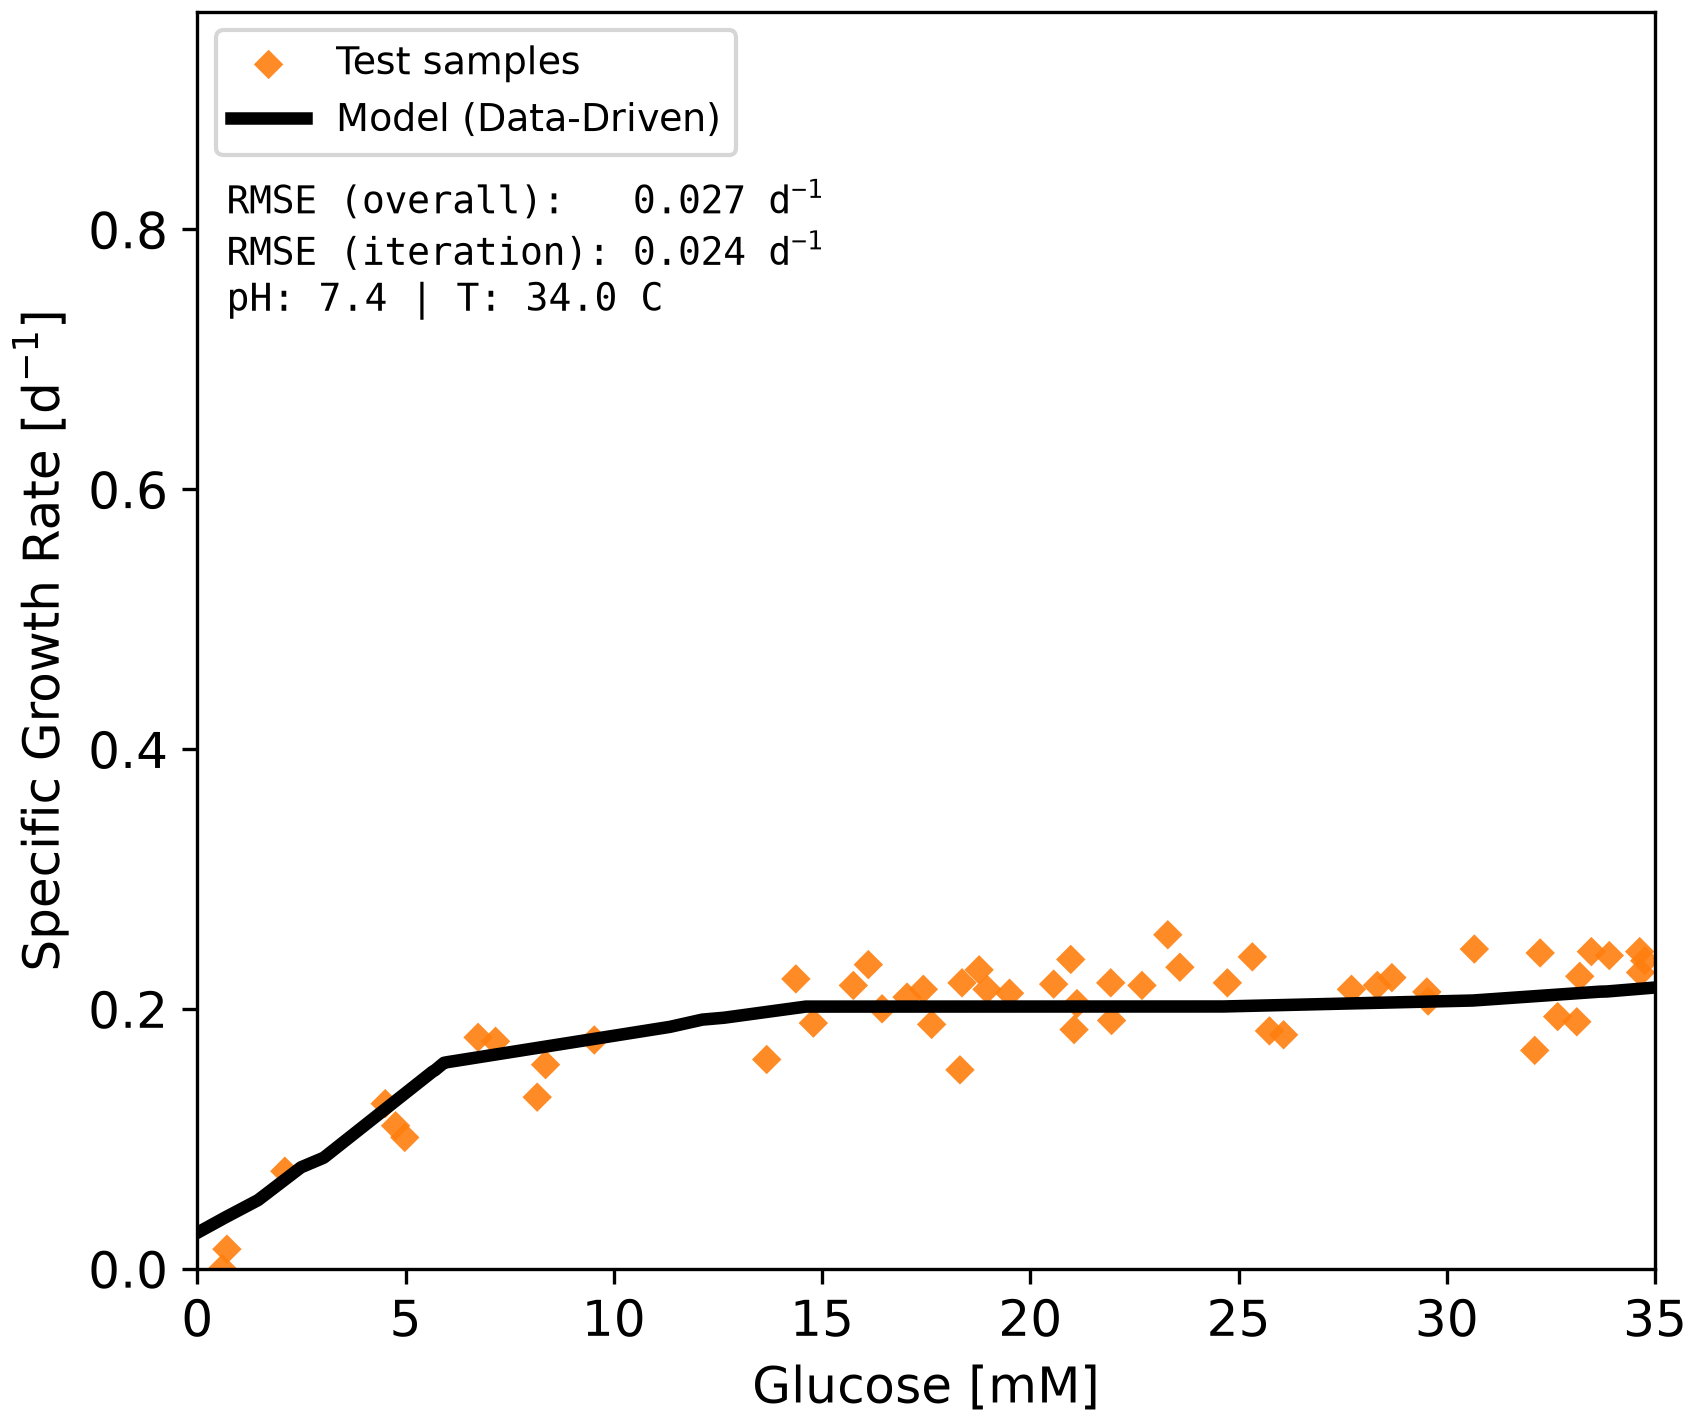 Test samples
Model (Data-Driven)
RMSE (overall):   0.027 d⁻¹
RMSE (iteration): 0.024 d⁻¹
pH: 7.4 | T: 34.0 C
0.8
0.6
0.4
0.2
0.0
Specific Growth Rate [d⁻¹]
0 5 10 15 20 25 30 35
Glucose [mM]